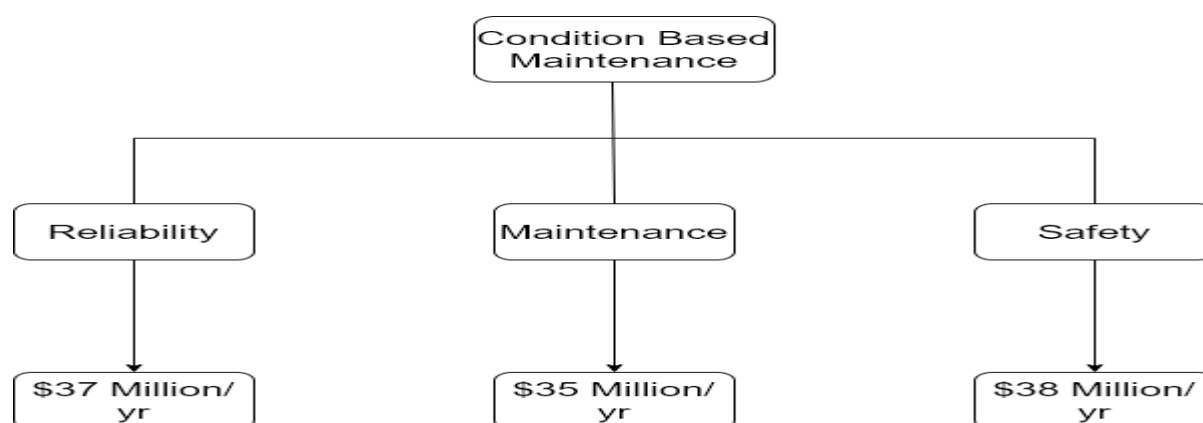 Condition Based
Maintenance
Reliability
Maintenance
Safety
$37 Million/
yr
$35 Million/
yr
$38 Million/
yr